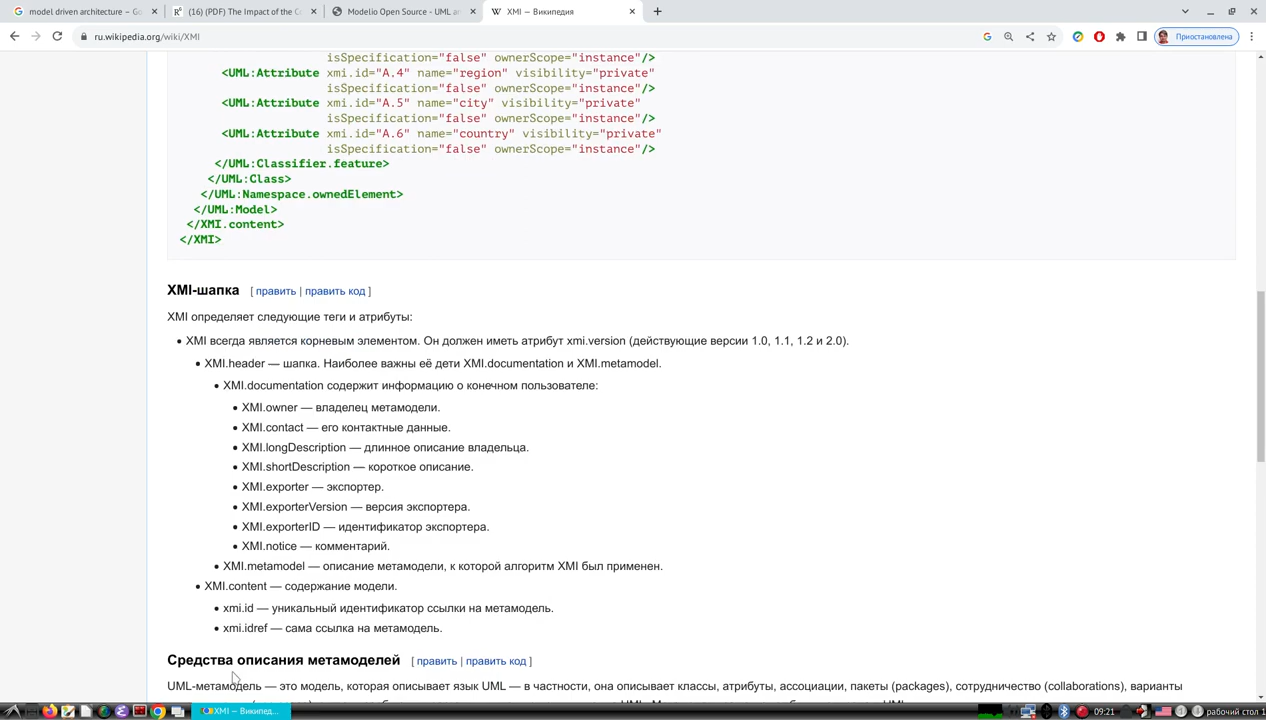 model driven architecture – Go
(16) (PDF) The Impact of the Co
Modelio Open Source - UML an
XMI — Википедия
ru.wikipedia.org/wiki/XMI
Приостановлена
isSpecification="false" ownerScope="instance"/>
<UML:Attribute xmi.id="A.4" name="region" visibility="private"
isSpecification="false" ownerScope="instance"/>
<UML:Attribute xmi.id="A.5" name="city" visibility="private"
isSpecification="false" ownerScope="instance"/>
<UML:Attribute xmi.id="A.6" name="country" visibility="private"
isSpecification="false" ownerScope="instance"/>
</UML:Classifier.feature>
</UML:Class>
</UML:Namespace.ownedElement>
</UML:Model>
</XMI.content>
</XMI>
XMI-шапка [ править | править код ]
XMI определяет следующие теги и атрибуты:
XMI всегда является корневым элементом. Он должен иметь атрибут xmi.version (действующие версии 1.0, 1.1, 1.2 и 2.0).
XMI.header — шапка. Наиболее важны её дети XMI.documentation и XMI.metamodel.
XMI.documentation содержит информацию о конечном пользователе:
XMI.owner — владелец метамодели.
XMI.contact — его контактные данные.
XMI.longDescription — длинное описание владельца.
XMI.shortDescription — короткое описание.
XMI.exporter — экспортер.
XMI.exporterVersion — версия экспортера.
XMI.exporterID — идентификатор экспортера.
XMI.notice — комментарий.
XMI.metamodel — описание метамодели, к которой алгоритм XMI был применен.
XMI.content — содержание модели.
xmi.id — уникальный идентификатор ссылки на метамодель.
xmi.idref — сама ссылка на метамодель.
Средства описания метамоделей [ править | править код ]
UML-метамодель — это модель, которая описывает язык UML — в частности, она описывает классы, атрибуты, ассоциации, пакеты (packages), сотрудничество (collaborations), варианты
XMI — Википед...
09:21
рабочий стол 1